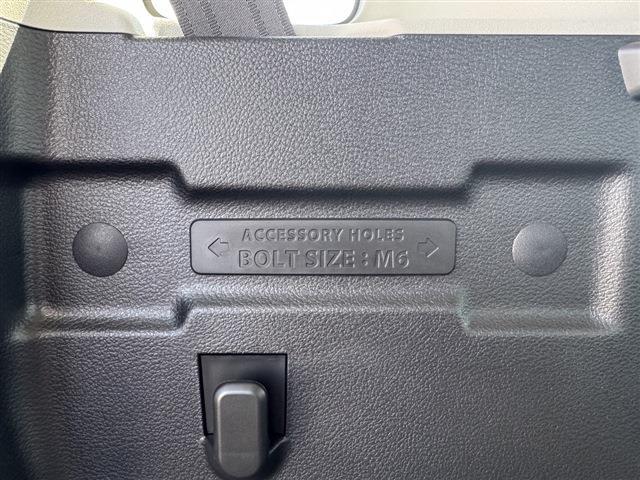 ACCESSORY HOLES
BOLT SIZE : M6